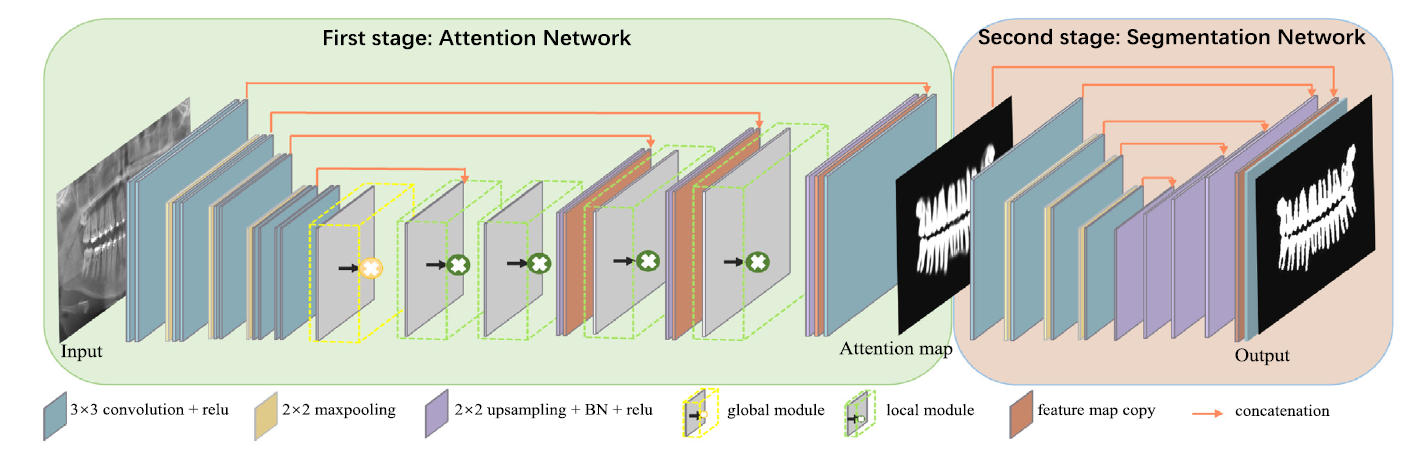 First stage: Attention Network
Second stage: Segmentation Network
Input
Attention map
Output
3×3 convolution + relu
2×2 maxpooling
2×2 upsampling + BN + relu
global module
local module
feature map copy
concatenation